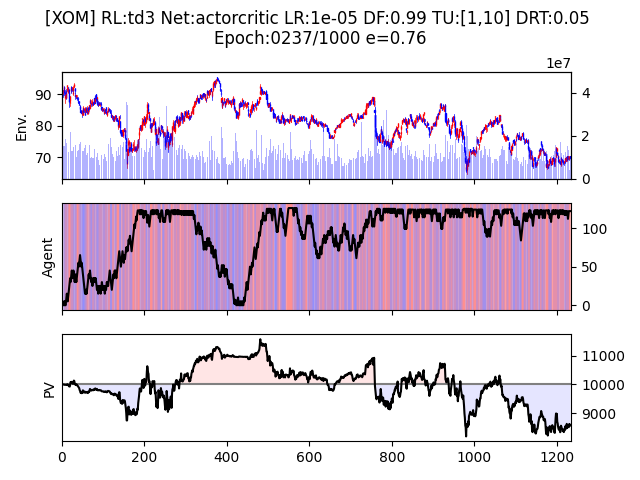 [XOM] RL:td3 Net:actorcritic LR:1e-05 DF:0.99 TU:[1,10] DRT:0.05
Epoch:0237/1000 e=0.76
1e7
Env.
90
80
70
4
2
0
Agent
100
50
0
PV
11000
10000
9000
0 200 400 600 800 1000 1200